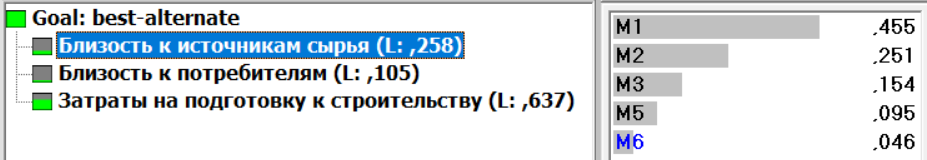 Goal: best-alternate
Близость к источникам сырья (L: ,258)
Близость к потребителям (L: ,105)
Затраты на подготовку к строительству (L: ,637)
M1 ,455
M2 ,251
M3 ,154
M5 ,095
M6 ,046